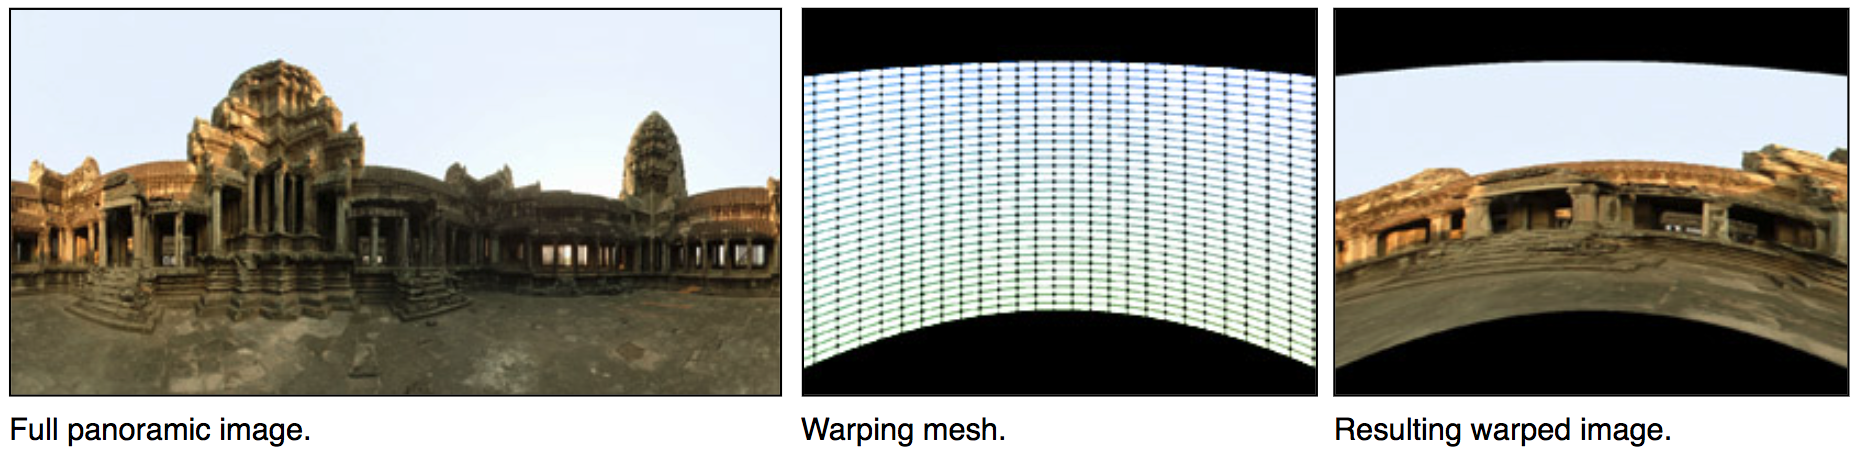 Full panoramic image.
Warping mesh.
Resulting warped image.